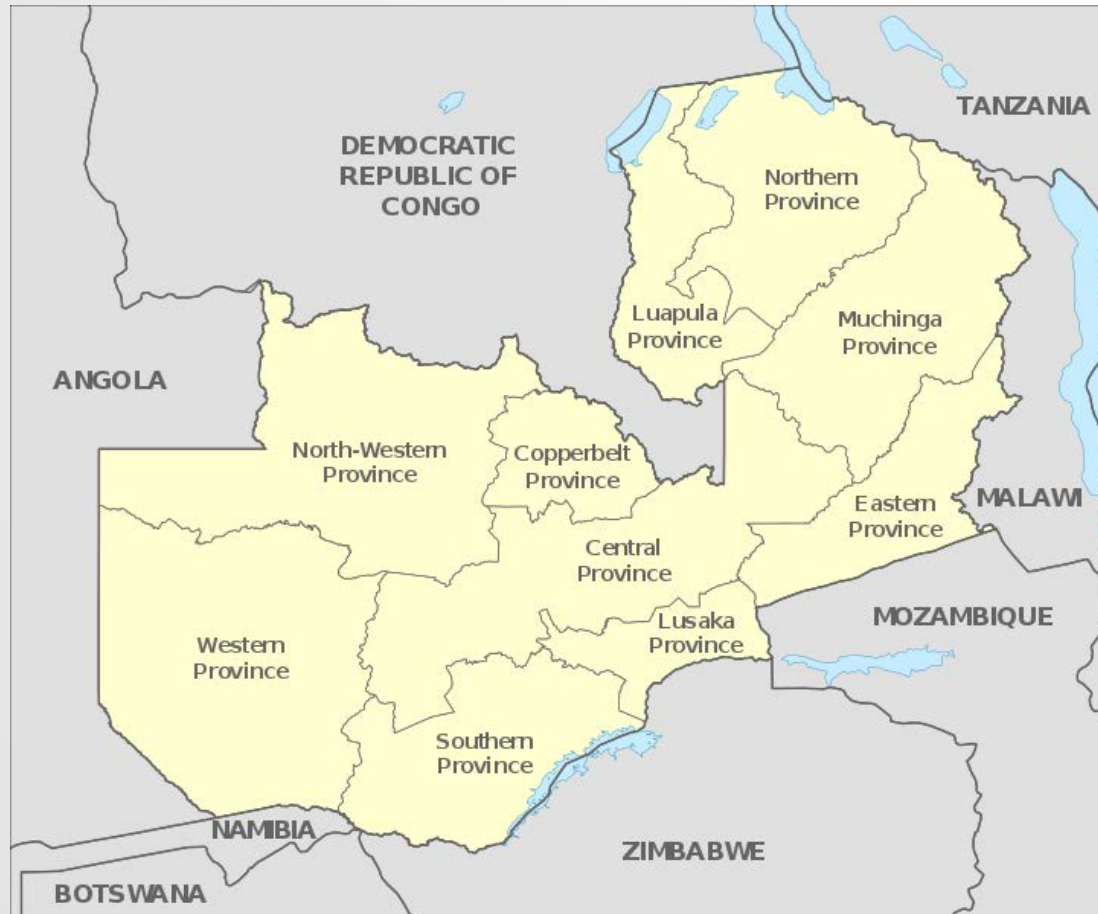 TANZANIA
DEMOCRATIC
REPUBLIC OF
CONGO
Northern
Province
Luapula
Province
Muchinga
Province
ANGOLA
North-Western
Province
Copperbelt
Province
Eastern
Province
MALAWI
Central
Province
Lusaka
Province
MOZAMBIQUE
Western
Province
Southern
Province
NAMIBIA
ZIMBABWE
BOTSWANA